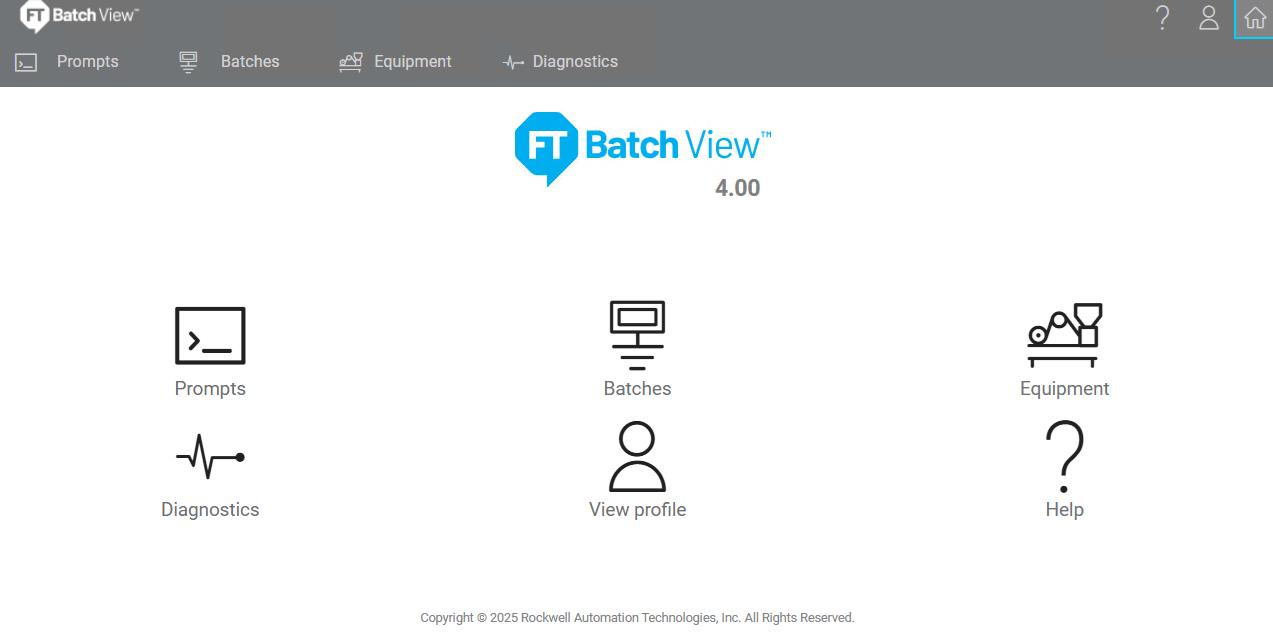 FT Batch View™
Prompts Batches Equipment Diagnostics
FT Batch View™
4.00
Prompts Batches Equipment
Diagnostics View profile Help
Copyright © 2025 Rockwell Automation Technologies, Inc. All Rights Reserved.